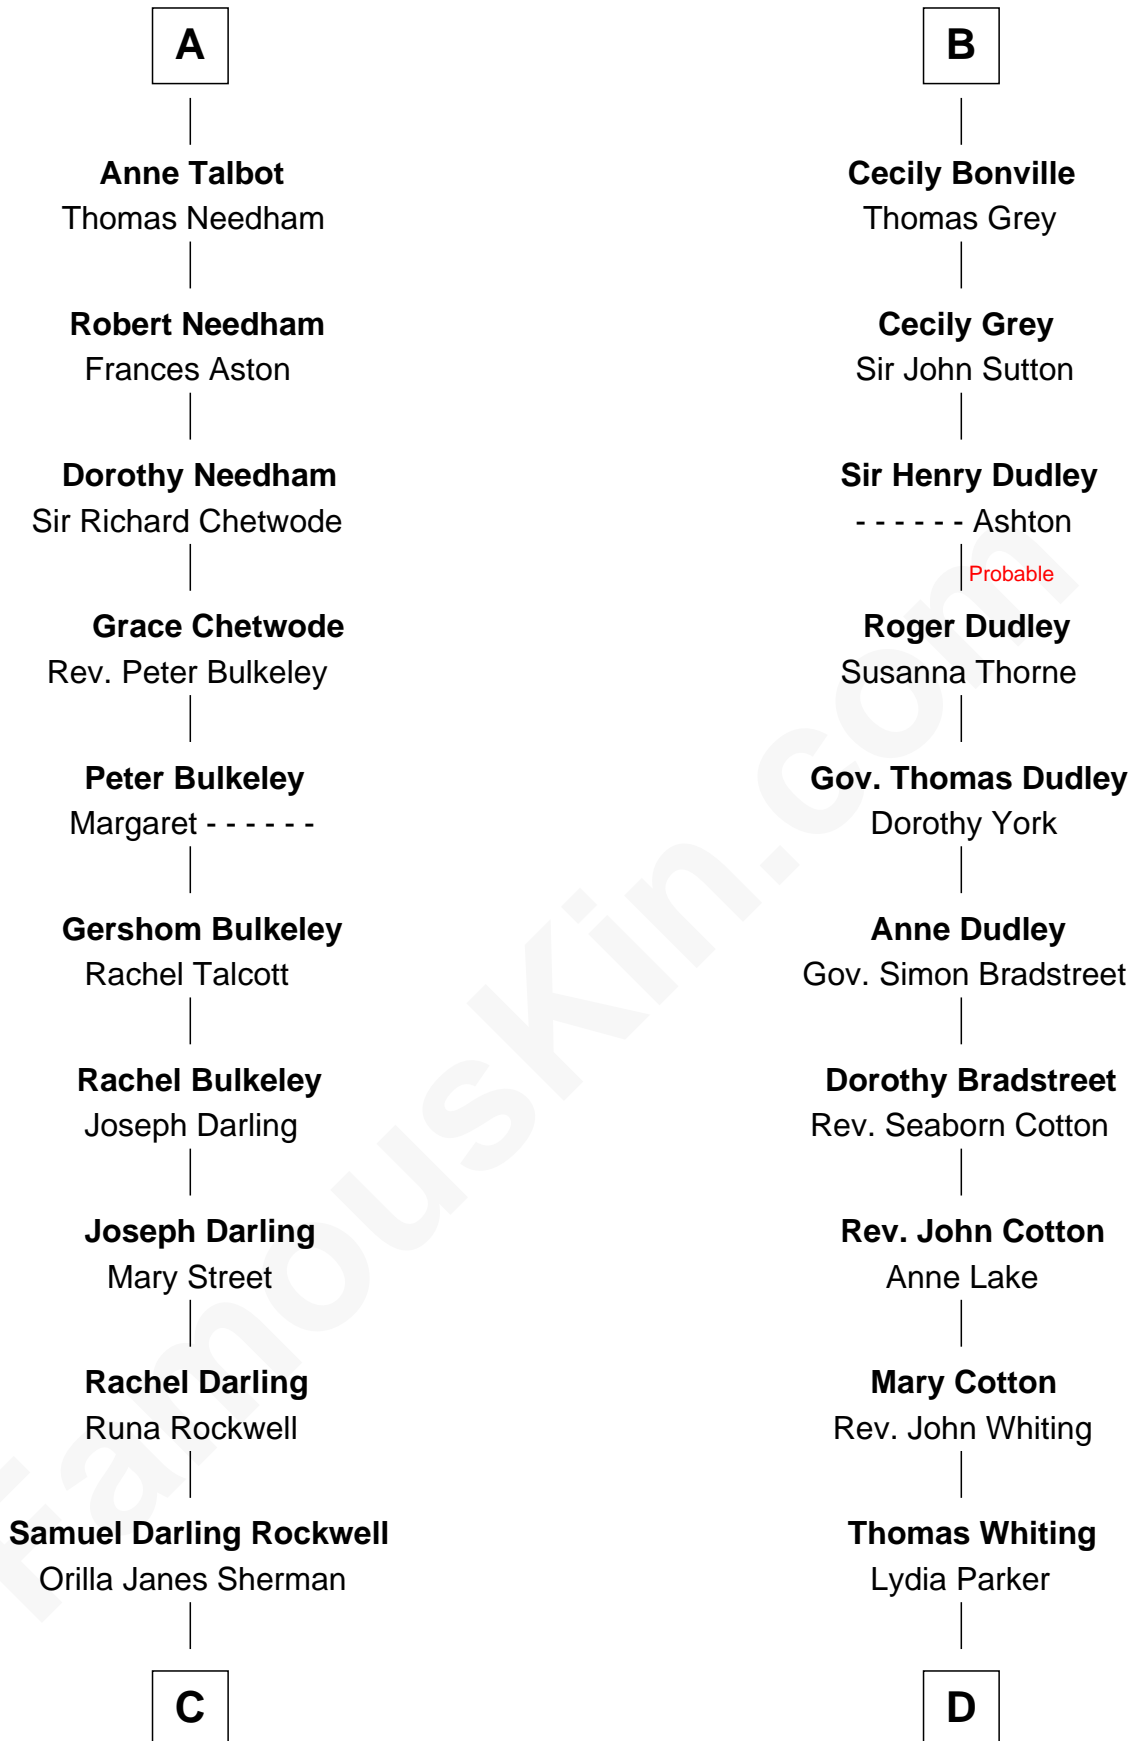 A
Anne Talbot
Thomas Needham
Robert Needham
Frances Aston
Dorothy Needham
Sir Richard Chetwode
Grace Chetwode
Rev. Peter Bulkeley
Peter Bulkeley
Margaret - - - - - -
Gershom Bulkeley
Rachel Talcott
Rachel Bulkeley
Joseph Darling
Joseph Darling
Mary Street
Rachel Darling
Runa Rockwell
Samuel Darling Rockwell
Orilla Janes Sherman
C
B
Cecily Bonville
Thomas Grey
Cecily Grey
Sir John Sutton
Sir Henry Dudley
- - - - - - Ashton
Probable
Roger Dudley
Susanna Thorne
Gov. Thomas Dudley
Dorothy York
Anne Dudley
Gov. Simon Bradstreet
Dorothy Bradstreet
Rev. Seaborn Cotton
Rev. John Cotton
Anne Lake
Mary Cotton
Rev. John Whiting
Thomas Whiting
Lydia Parker
D
FamousKin.com